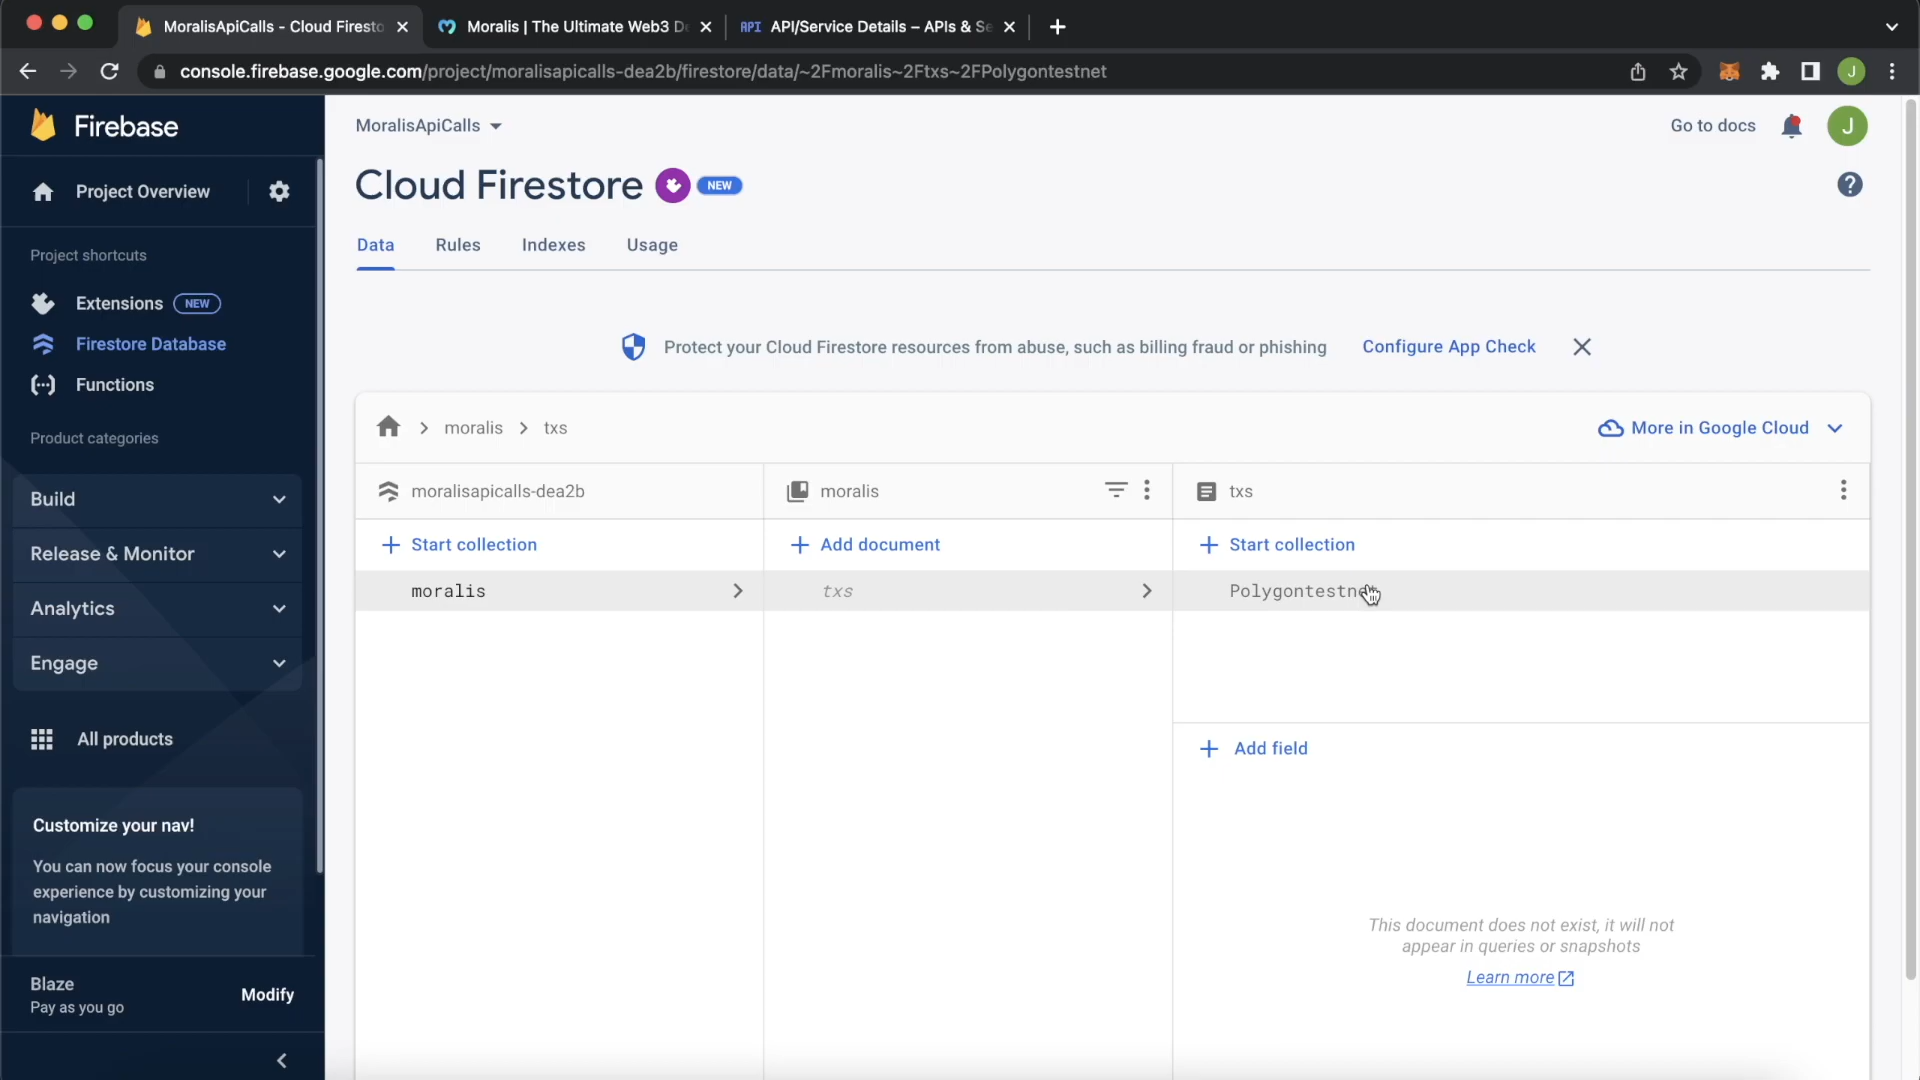 MoralisApiCalls - Cloud Firesto
Moralis | The Ultimate Web3 De
API API/Service Details – APIs & Se
console.firebase.google.com/project/moralisapicalls-dea2b/firestore/data/~2Fmoralis~2Ftxs~2FPolygontestnet
J
Firebase
Project Overview
Project shortcuts
Extensions NEW
Firestore Database
Functions
Product categories
Build
Release & Monitor
Analytics
Engage
All products
Customize your nav!
You can now focus your console
experience by customizing your
navigation
Blaze
Pay as you go
Modify
MoralisApiCalls
Go to docs
J
Cloud Firestore NEW
?
Data
Rules
Indexes
Usage
Protect your Cloud Firestore resources from abuse, such as billing fraud or phishing
Configure App Check
moralis
txs
More in Google Cloud
moralisapicalls-dea2b
moralis
txs
+ Start collection
+ Add document
+ Start collection
moralis
txs
Polygontestne
+ Add field
This document does not exist, it will not
appear in queries or snapshots
Learn more